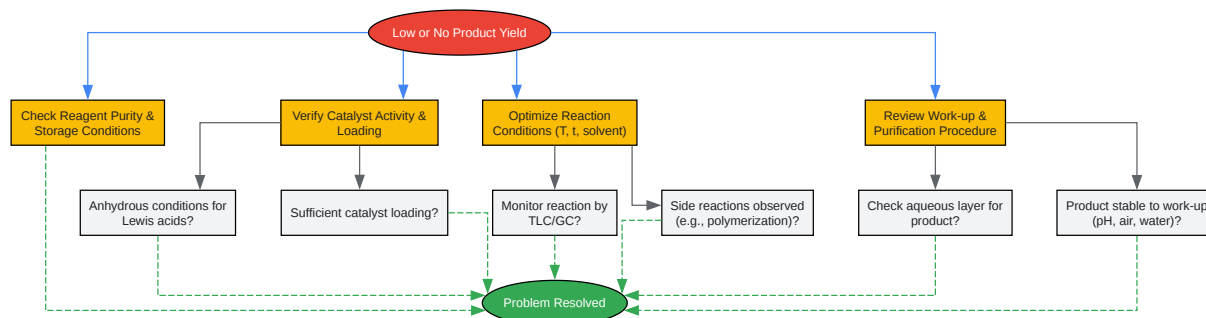 Low or No Product Yield
Check Reagent Purity &
Storage Conditions
Verify Catalyst Activity &
Loading
Optimize Reaction
Conditions (T, t, solvent)
Review Work-up &
Purification Procedure
Anhydrous conditions for
Lewis acids?
Sufficient catalyst loading?
Monitor reaction by
TLC/GC?
Side reactions observed
(e.g., polymerization)?
Check aqueous layer for
product?
Product stable to work-up
(pH, air, water)?
Problem Resolved